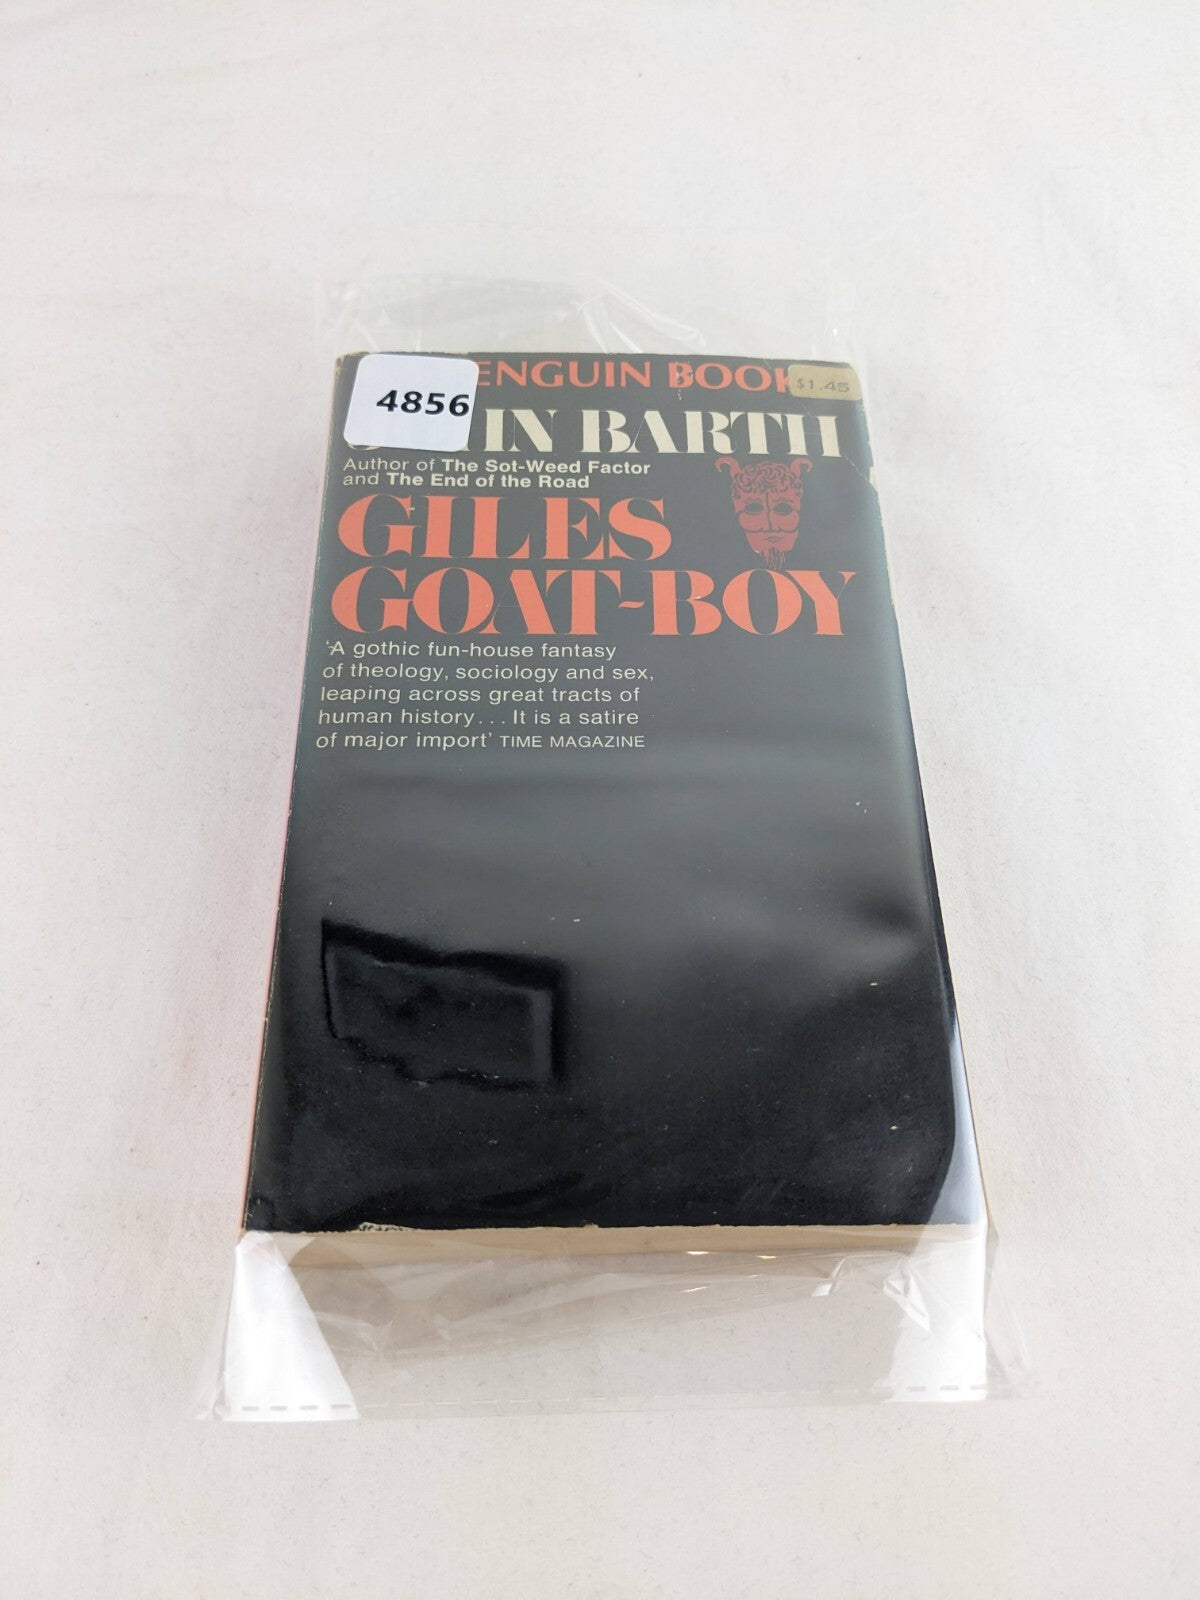 4856
ENGUIN BOOK
$1.45
IN BARTH
Author of The Sot-Weed Factor
and The End of the Road
GILES
GOAT-BOY
'A gothic fun-house fantasy
of theology, sociology and sex,
leaping across great tracts of
human history... It is a satire
of major import' TIME MAGAZINE